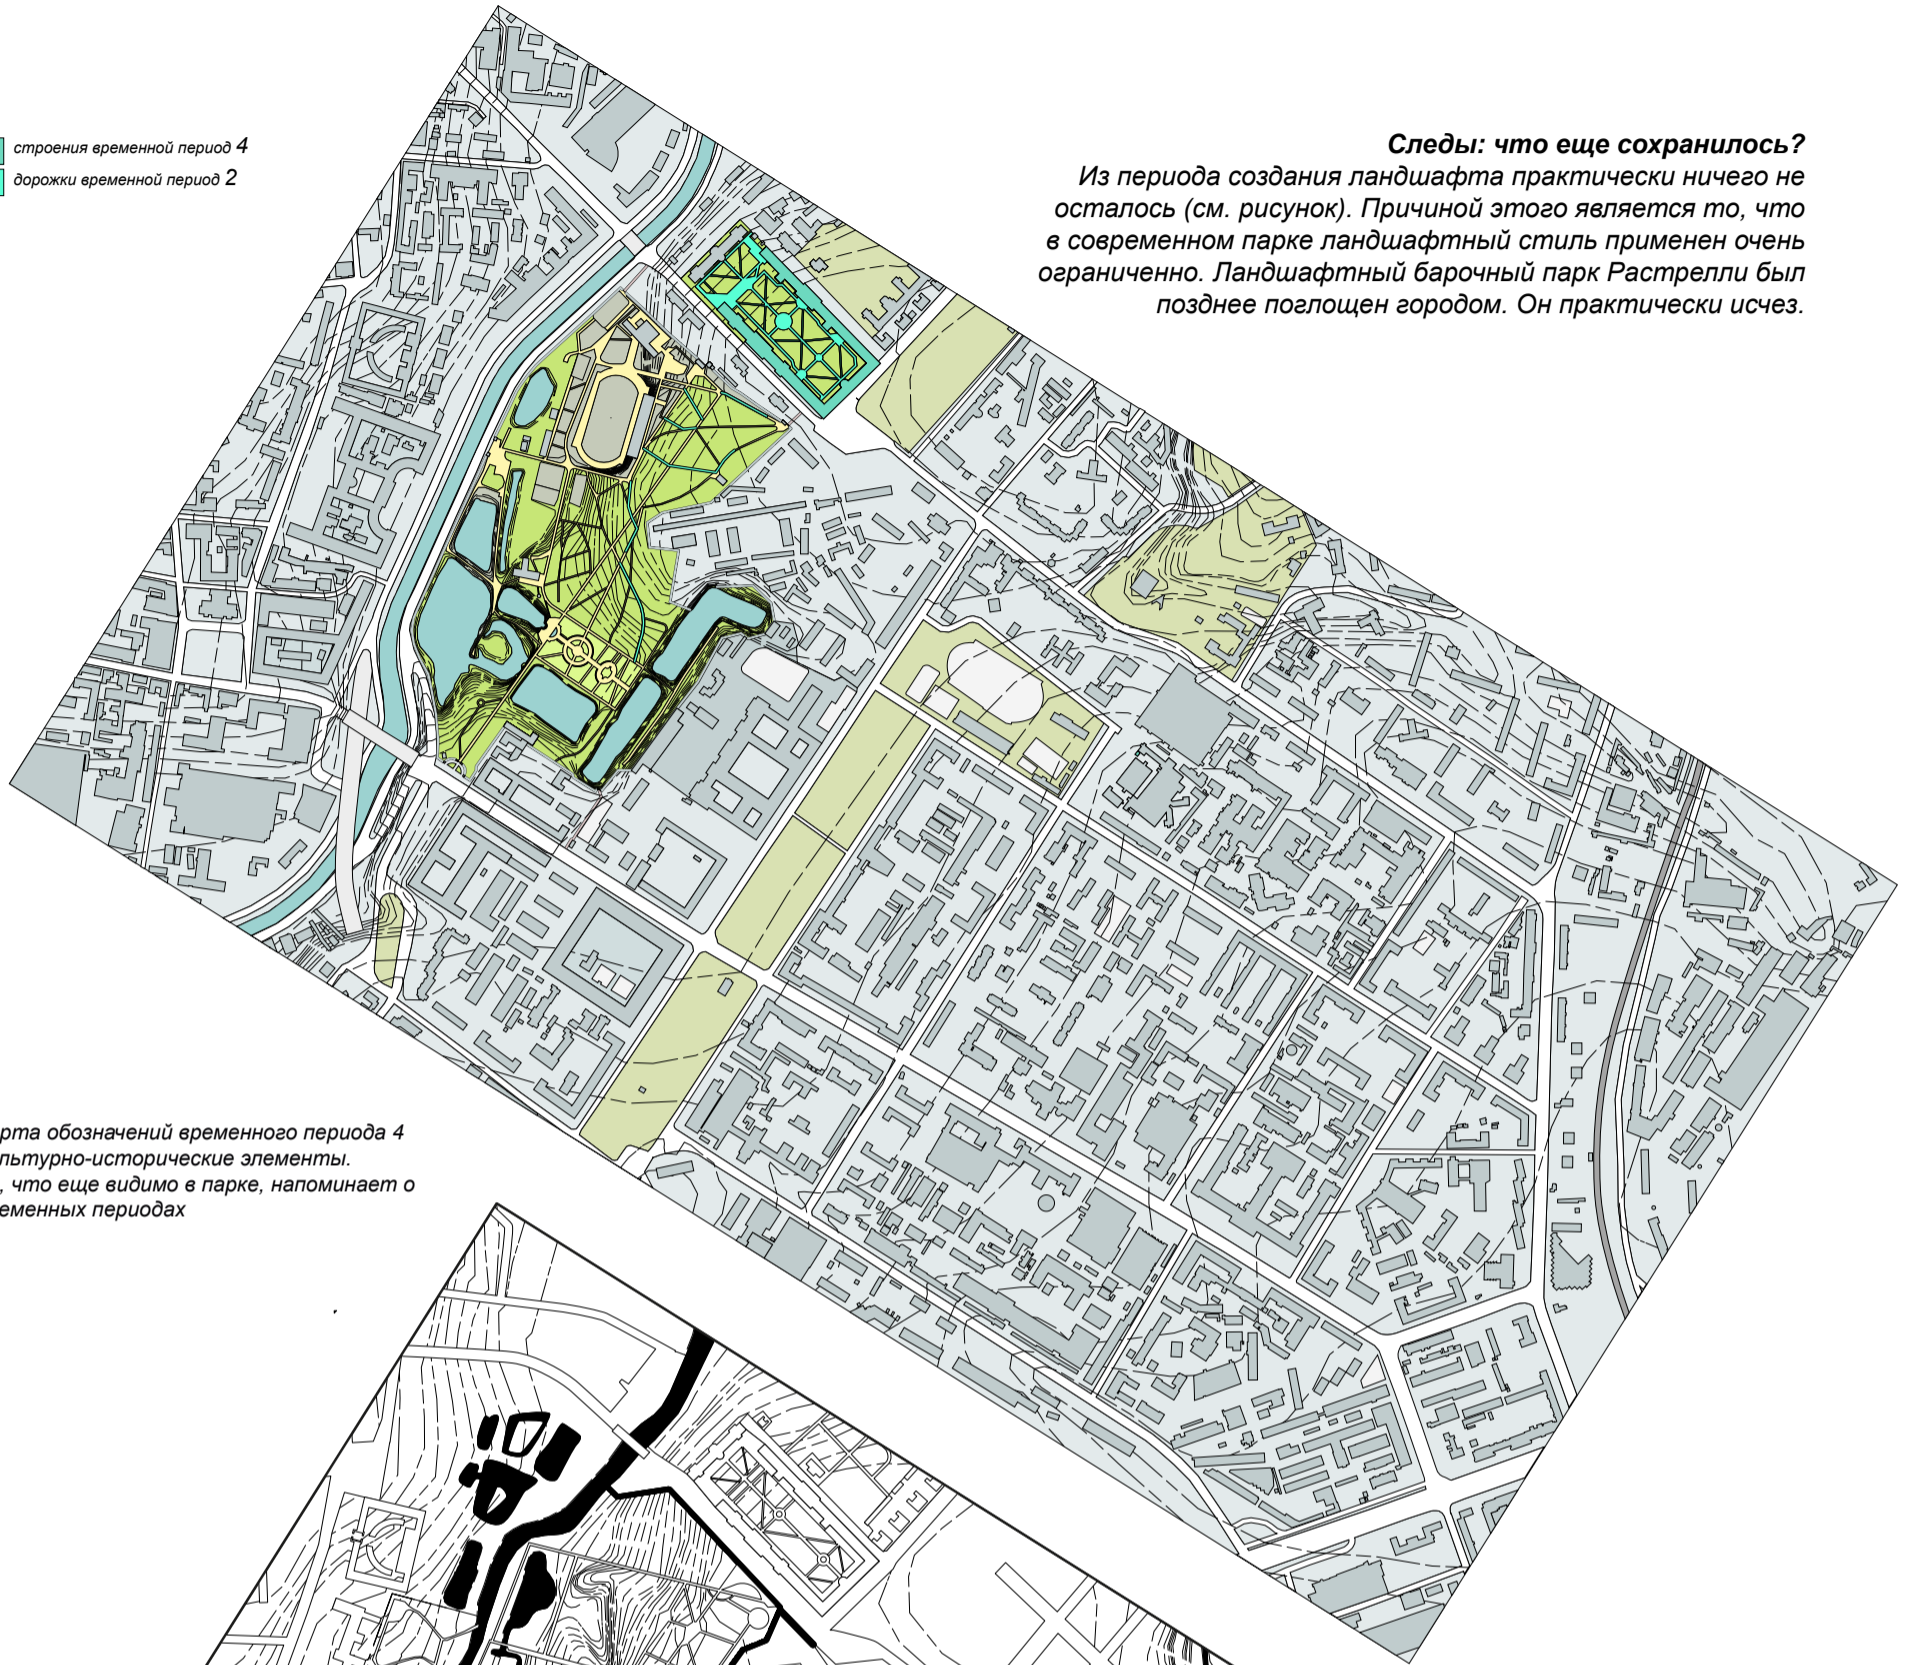 строения временной период 4
дорожки временной период 2
Следы: что еще сохранилось?
Из периода создания ландшафта практически ничего не
осталось (см. рисунок). Причиной этого является то, что
в современном парке ландшафтный стиль применен очень
ограниченно. Ландшафтный барочный парк Растрелли был
позднее поглощен городом. Он практически исчез.
рта обозначений временного периода 4
льтурно-исторические элементы.
, что еще видимо в парке, напоминает о
еменных периодах